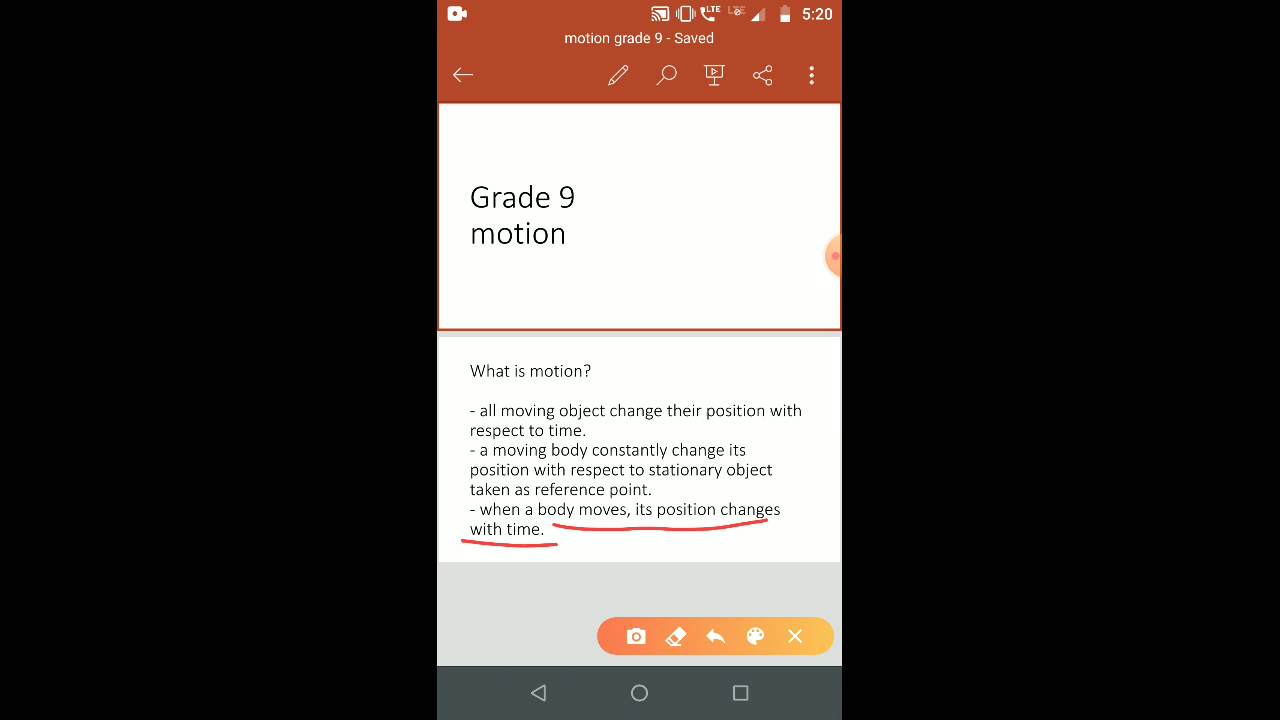 LTE LTE 5:20
motion grade 9 - Saved
Grade 9
motion
What is motion?
- all moving object change their position with
respect to time.
- a moving body constantly change its
position with respect to stationary object
taken as reference point.
- when a body moves, its position changes
with time.